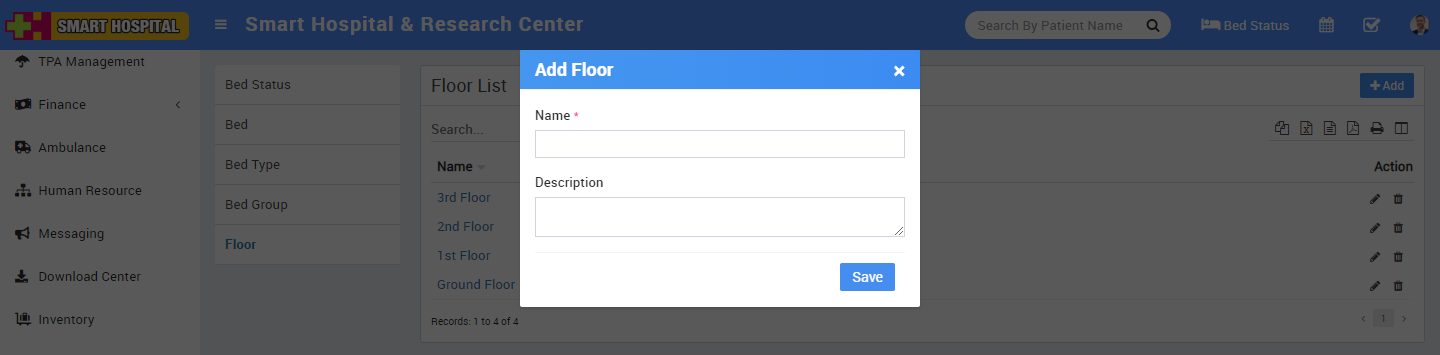 SMART HOSPITAL
Smart Hospital & Research Center
Search By Patient Name
Bed Status
TPA Management
Finance
Ambulance
Human Resource
Messaging
Download Center
Inventory
Bed Status
Bed
Bed Type
Bed Group
Floor
Floor List
+ Add
Search...
Name
Action
3rd Floor
2nd Floor
1st Floor
Ground Floor
Records: 1 to 4 of 4
‹ 1 ›
Add Floor
×
Name *
Description
Save